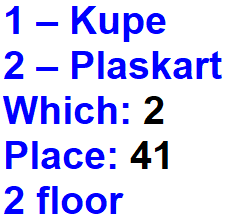 1 – Kupe
2 – Plaskart
Which: 2
Place: 41
2 floor